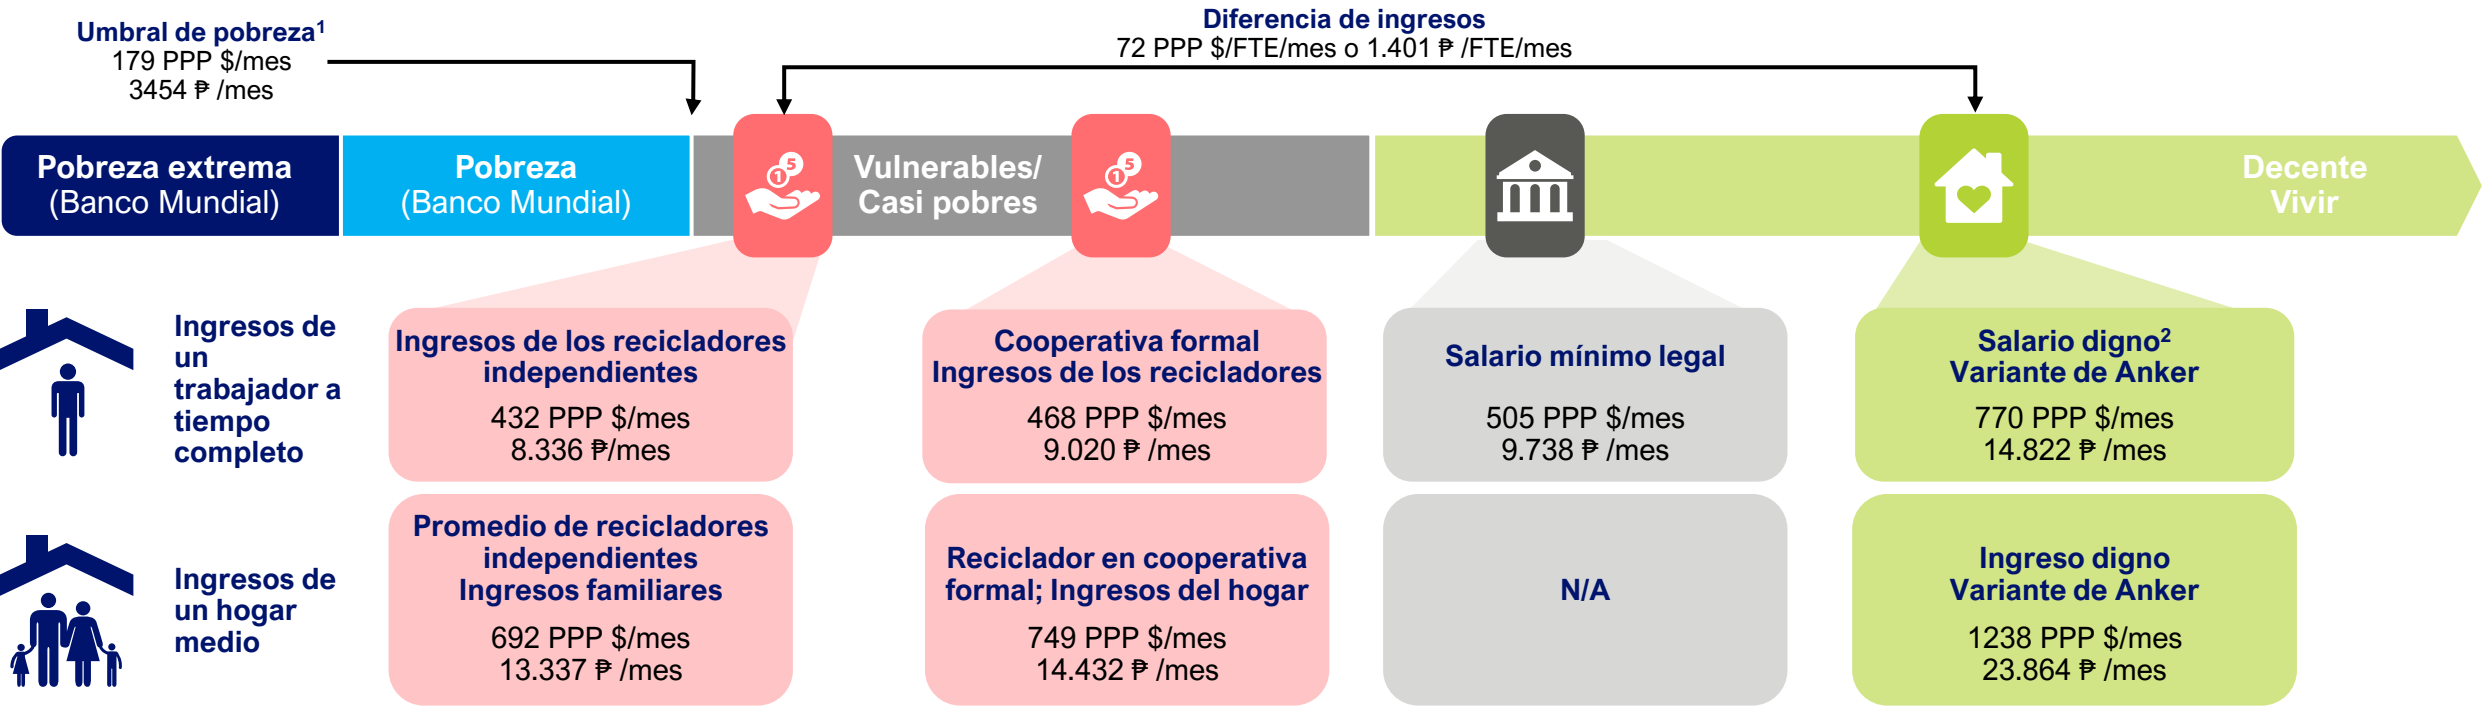 Umbral de pobreza1
179 PPP $/mes
3454 ₱ /mes
Diferencia de ingresos
72 PPP $/FTE/mes o 1.401 ₱ /FTE/mes
Pobreza extrema
(Banco Mundial)
Pobreza
(Banco Mundial)
1 5
Vulnerables/
Casi pobres
1 5
Decente
Vivir
Ingresos de
un
trabajador a
tiempo
completo
Ingresos de los recicladores
independientes
432 PPP $/mes
8.336 ₱/mes
Cooperativa formal
Ingresos de los recicladores
468 PPP $/mes
9.020 ₱ /mes
Salario mínimo legal
505 PPP $/mes
9.738 ₱ /mes
Salario digno2
Variante de Anker
770 PPP $/mes
14.822 ₱ /mes
Ingresos de
un hogar
medio
Promedio de recicladores
independientes
Ingresos familiares
692 PPP $/mes
13.337 ₱ /mes
Reciclador en cooperativa
formal; Ingresos del hogar
749 PPP $/mes
14.432 ₱ /mes
N/A
Ingreso digno
Variante de Anker
1238 PPP $/mes
23.864 ₱ /mes